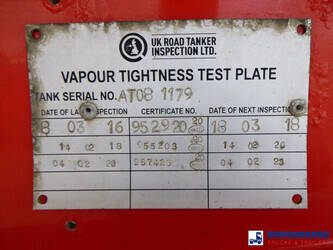 UK ROAD TANKER
INSPECTION LTD.
VAPOUR TIGHTNESS TEST PLATE
TANK SERIAL NO. AT08 1179
DATE OF LAST INSPECTION CERTIFICATE NO. DATE OF NEXT INSPECTION
8 03 16 952920 18 03 18
14 02 18 955203 14 02 20
04 02 20 957425 04 02 23